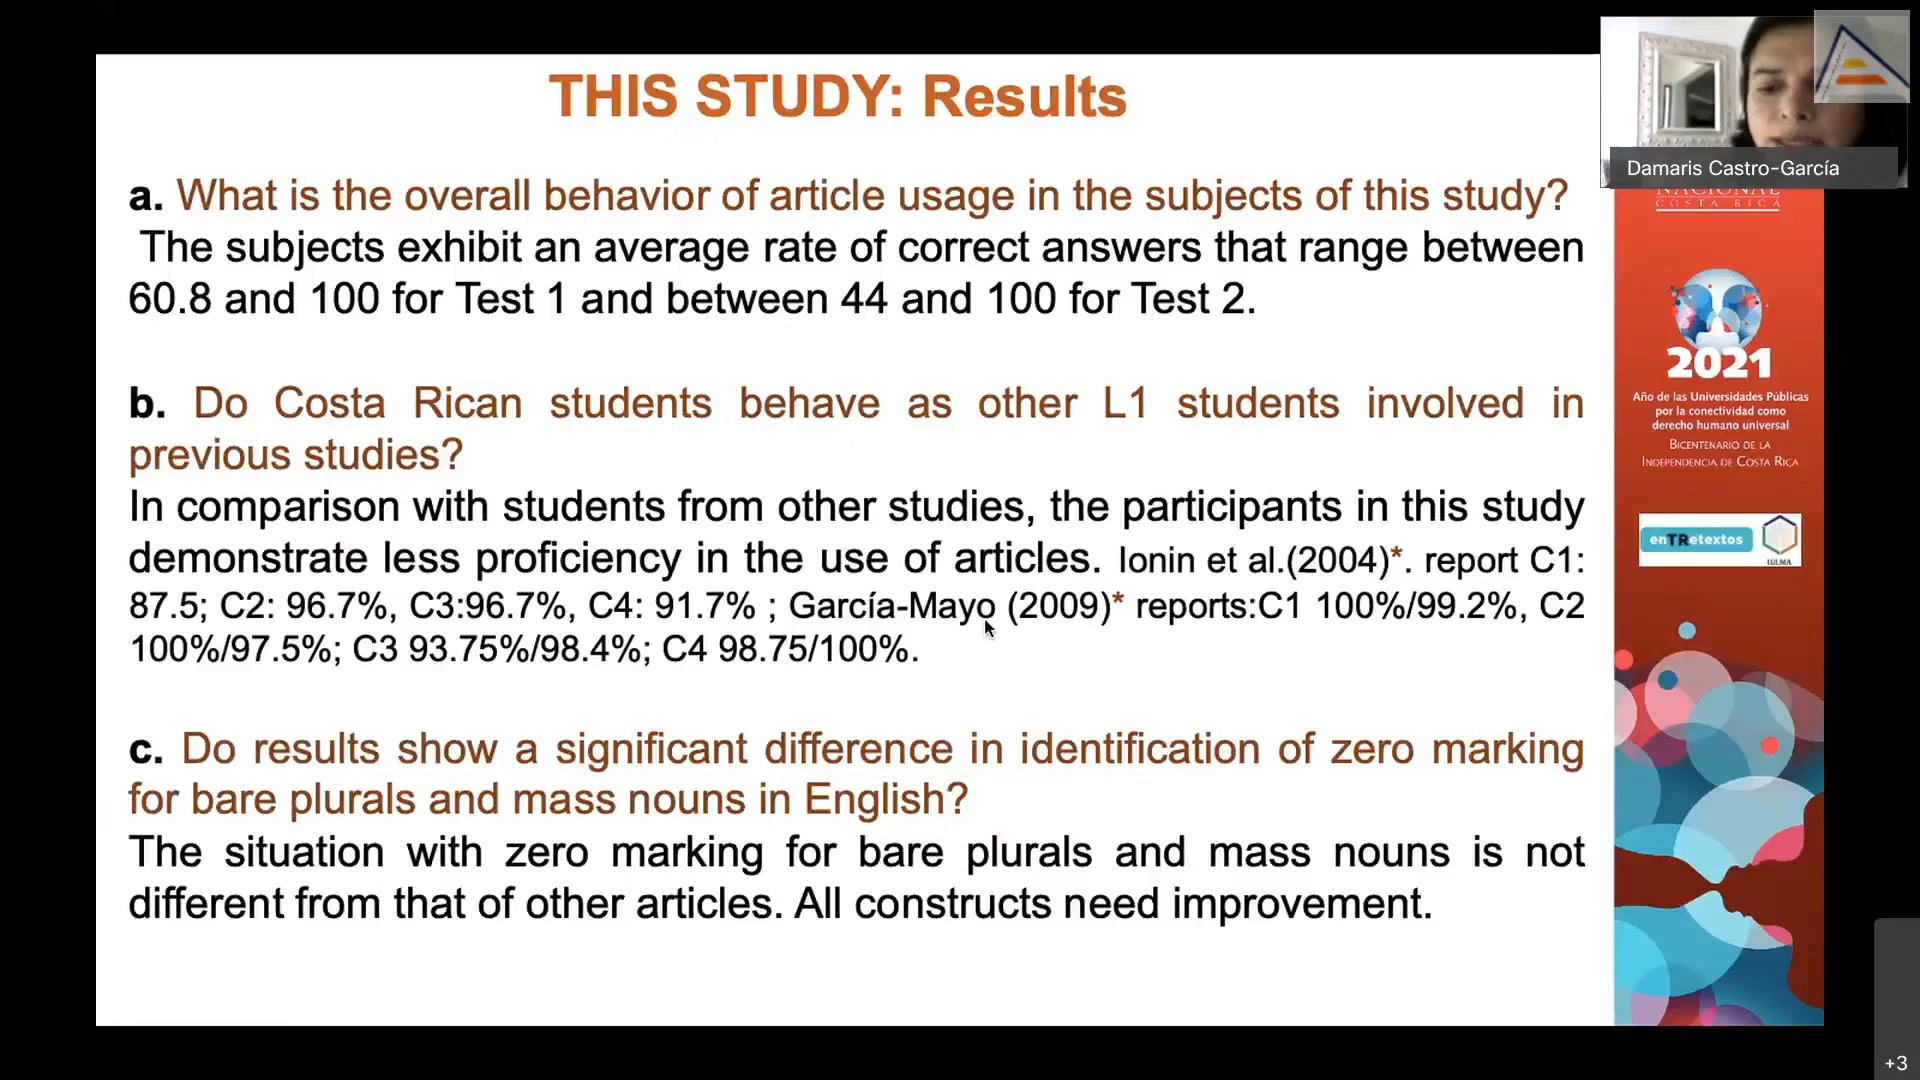 THIS STUDY: Results
a. What is the overall behavior of article usage in the subjects of this study?
The subjects exhibit an average rate of correct answers that range between
60.8 and 100 for Test 1 and between 44 and 100 for Test 2.
b. Do Costa Rican students behave as other L1 students involved in
previous studies?
In comparison with students from other studies, the participants in this study
demonstrate less proficiency in the use of articles. Ionin et al.(2004)*. report C1:
87.5; C2: 96.7%, C3:96.7%, C4: 91.7% ; García-Mayo (2009)* reports:C1 100%/99.2%, C2
100%/97.5%; C3 93.75%/98.4%; C4 98.75/100%.
c. Do results show a significant difference in identification of zero marking
for bare plurals and mass nouns in English?
The situation with zero marking for bare plurals and mass nouns is not
different from that of other articles. All constructs need improvement.
Damaris Castro-García
NACIONAL
COSTA RICA
2021
Año de las Universidades Públicas
por la conectividad como
derecho humano universal
BICENTENARIO DE LA
INDEPENDENCIA DE COSTA RICA
enTRetextos
IULMA
+3